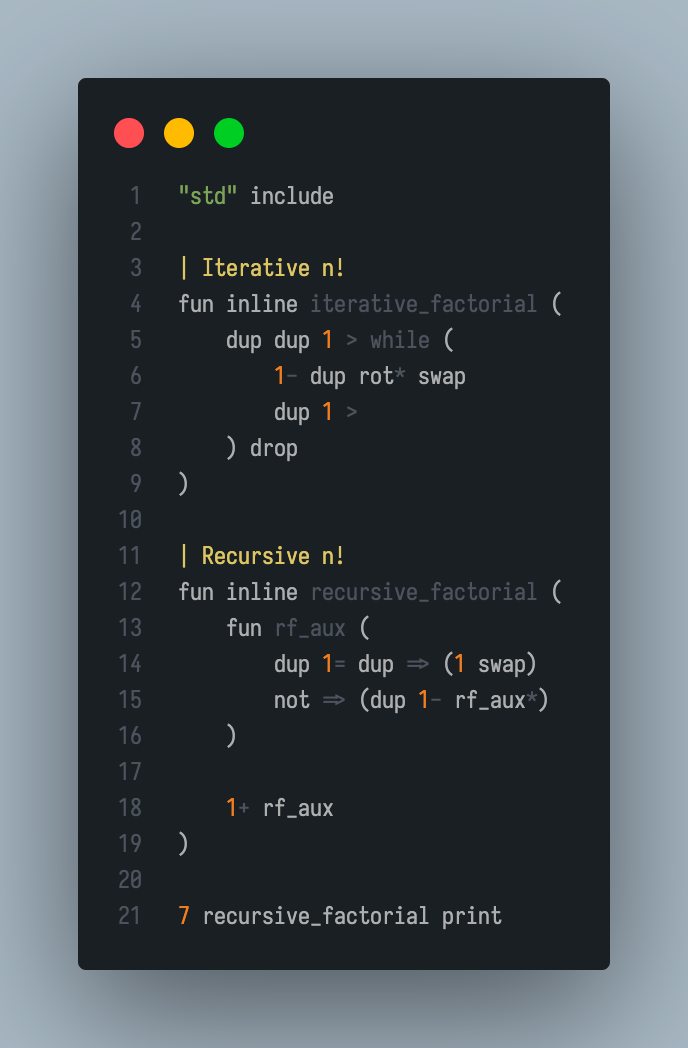 1 "std" include
2
3 | Iterative n!
4 fun inline iterative_factorial (
5     dup dup 1 > while (
6         1- dup rot* swap
7         dup 1 >
8     ) drop
9 )
10
11 | Recursive n!
12 fun inline recursive_factorial (
13     fun rf_aux (
14         dup 1= dup => (1 swap)
15         not => (dup 1- rf_aux*)
16     )
17
18     1+ rf_aux
19 )
20
21 7 recursive_factorial print